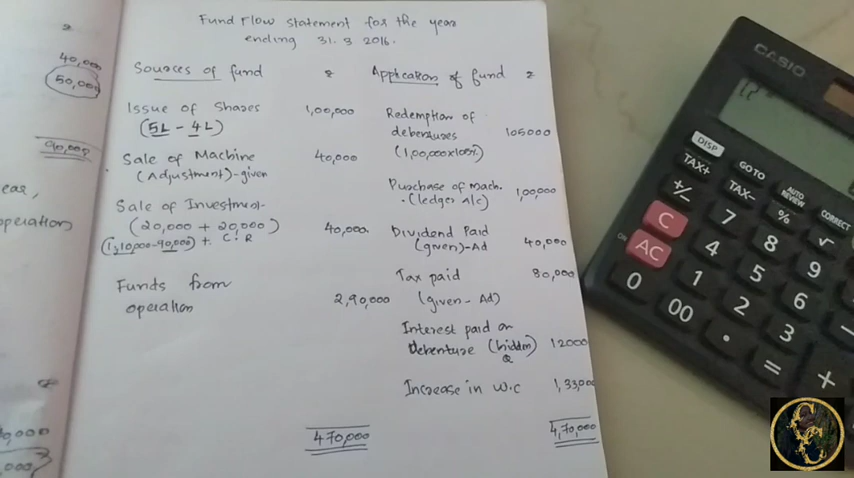 Fund Flow Statement for the year
ending 31.3 2016.
Sources of fund ₹ Application of fund ₹
Issue of Shares 1,00,000
(5L - 4L)
Sale of Machine 40,000
(Adjustment)-given
Sale of Investment
(20,000 + 20,000) 40,000
(1,10,000-90,000) + C.R
Funds from
operation 2,90,000
470,000
Redemption of
debentures 105000
Purchase of Mach. 1,00,000
(ledger A/c)
Dividend Paid
(given)-Ad 40,000
Tax paid 80,000
(given-Ad)
Interest paid on
Debenture (hidden) 12000
Q
Increase in W.C 1,33,000
4,70,000
₹
40,000
50,000
90,000
ear,
operation
CASIO
DISP
GO TO
AUTO REVIEW
CORRECT
TAX+
TAX-
%
√
+/-
7
8
9
C
4
5
6
ON
AC
1
2
3
−
0
00
.
=
+